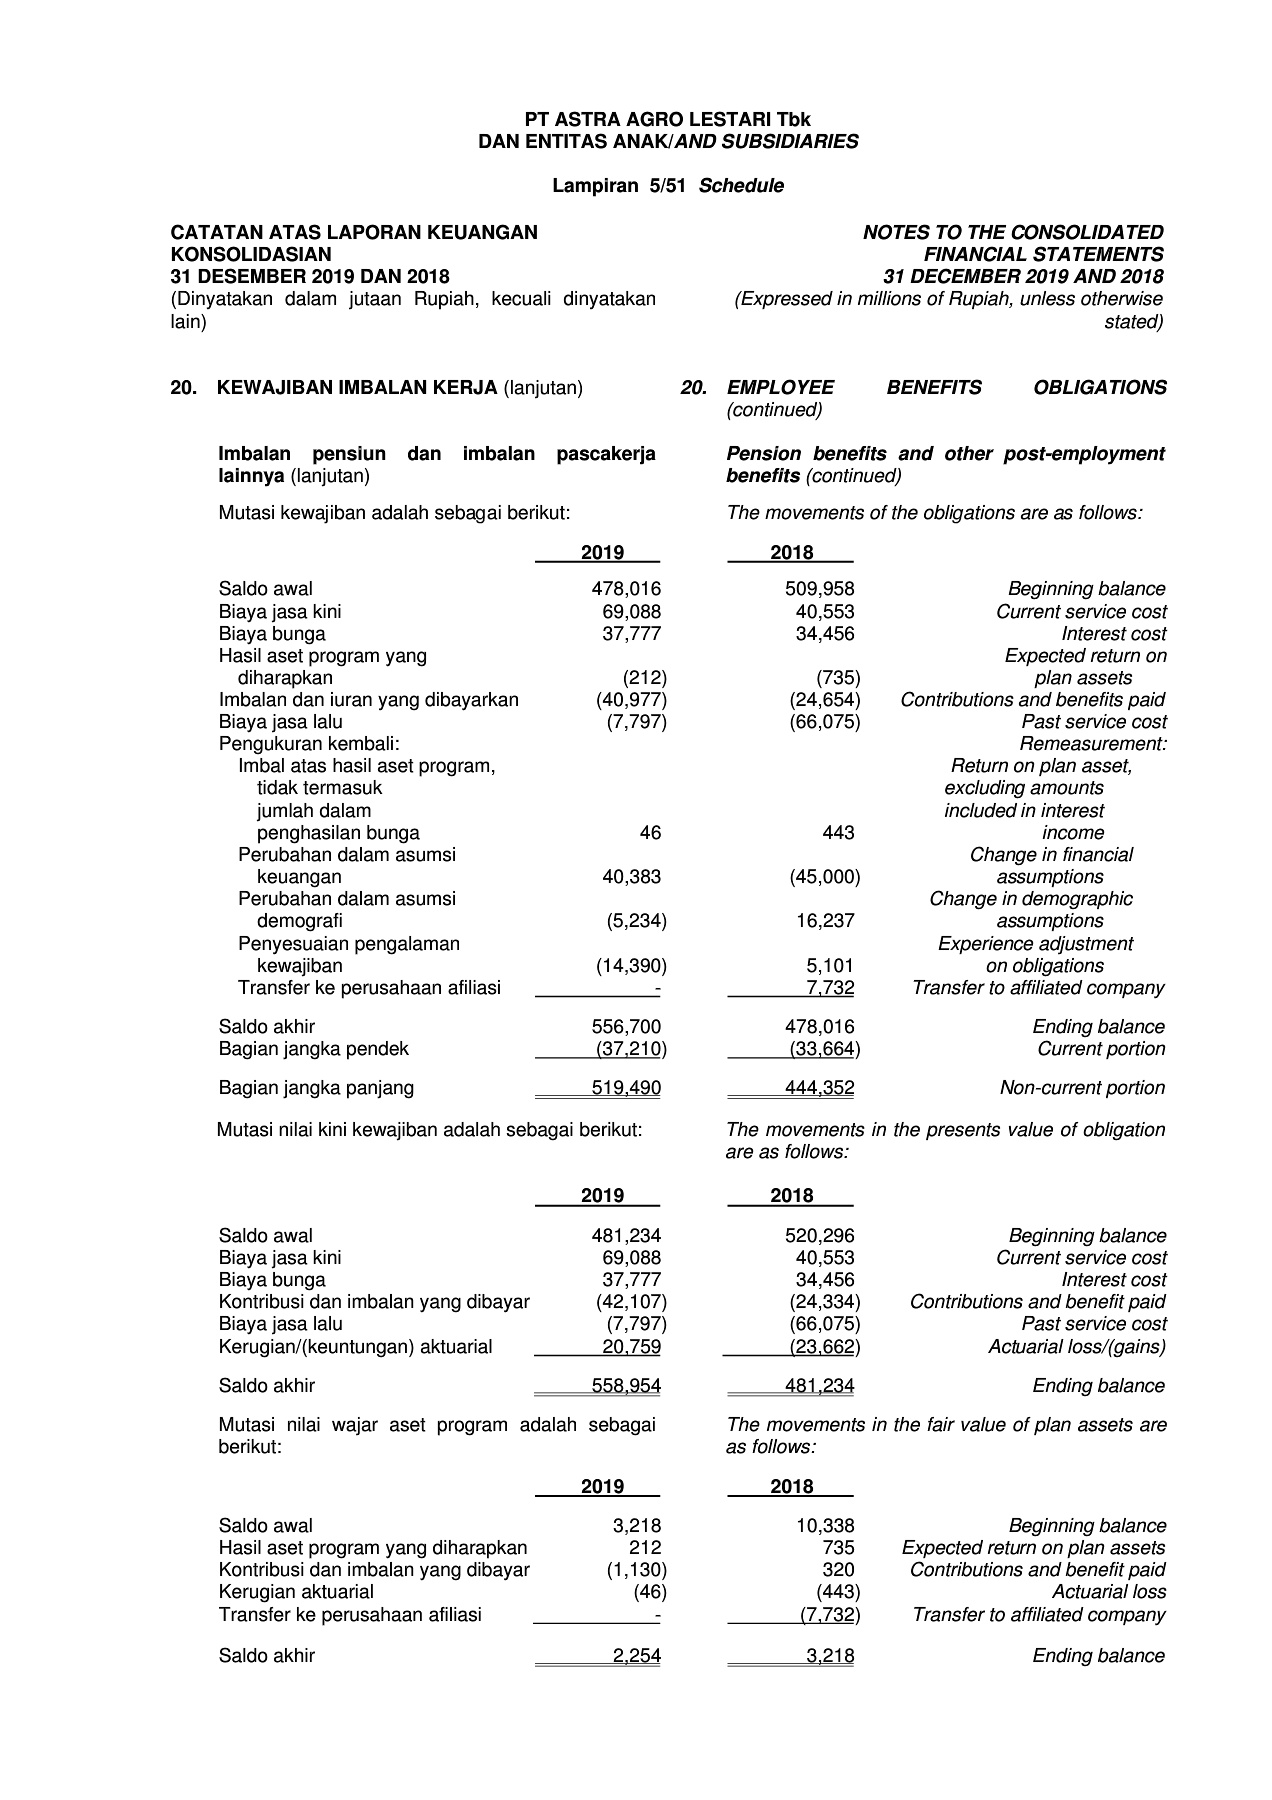 PT ASTRA AGRO LESTARI Tbk
DAN ENTITAS ANAK/AND SUBSIDIARIES
Lampiran 5/51 Schedule
CATATAN ATAS LAPORAN KEUANGAN
KONSOLIDASIAN
31 DESEMBER 2019 DAN 2018
(Dinyatakan dalam jutaan Rupiah, kecuali dinyatakan
lain)
NOTES TO THE CONSOLIDATED
FINANCIAL STATEMENTS
31 DECEMBER 2019 AND 2018
(Expressed in millions of Rupiah, unless otherwise
stated)
20. KEWAJIBAN IMBALAN KERJA (lanjutan)
20. EMPLOYEE BENEFITS OBLIGATIONS
(continued)
Imbalan pensiun dan imbalan pascakerja
lainnya (lanjutan)
Pension benefits and other post-employment
benefits (continued)
Mutasi kewajiban adalah sebagai berikut:
The movements of the obligations are as follows:
2019 2018
Saldo awal 478,016 509,958 Beginning balance
Biaya jasa kini 69,088 40,553 Current service cost
Biaya bunga 37,777 34,456 Interest cost
Hasil aset program yang Expected return on
diharapkan (212) (735) plan assets
Imbalan dan iuran yang dibayarkan (40,977) (24,654) Contributions and benefits paid
Biaya jasa lalu (7,797) (66,075) Past service cost
Pengukuran kembali: Remeasurement:
Imbal atas hasil aset program, Return on plan asset,
tidak termasuk excluding amounts
jumlah dalam included in interest
penghasilan bunga 46 443 income
Perubahan dalam asumsi Change in financial
keuangan 40,383 (45,000) assumptions
Perubahan dalam asumsi Change in demographic
demografi (5,234) 16,237 assumptions
Penyesuaian pengalaman Experience adjustment
kewajiban (14,390) 5,101 on obligations
Transfer ke perusahaan afiliasi - 7,732 Transfer to affiliated company
Saldo akhir 556,700 478,016 Ending balance
Bagian jangka pendek (37,210) (33,664) Current portion
Bagian jangka panjang 519,490 444,352 Non-current portion
Mutasi nilai kini kewajiban adalah sebagai berikut:
The movements in the presents value of obligation
are as follows:
2019 2018
Saldo awal 481,234 520,296 Beginning balance
Biaya jasa kini 69,088 40,553 Current service cost
Biaya bunga 37,777 34,456 Interest cost
Kontribusi dan imbalan yang dibayar (42,107) (24,334) Contributions and benefit paid
Biaya jasa lalu (7,797) (66,075) Past service cost
Kerugian/(keuntungan) aktuarial 20,759 (23,662) Actuarial loss/(gains)
Saldo akhir 558,954 481,234 Ending balance
Mutasi nilai wajar aset program adalah sebagai
berikut:
The movements in the fair value of plan assets are
as follows:
2019 2018
Saldo awal 3,218 10,338 Beginning balance
Hasil aset program yang diharapkan 212 735 Expected return on plan assets
Kontribusi dan imbalan yang dibayar (1,130) 320 Contributions and benefit paid
Kerugian aktuarial (46) (443) Actuarial loss
Transfer ke perusahaan afiliasi - (7,732) Transfer to affiliated company
Saldo akhir 2,254 3,218 Ending balance